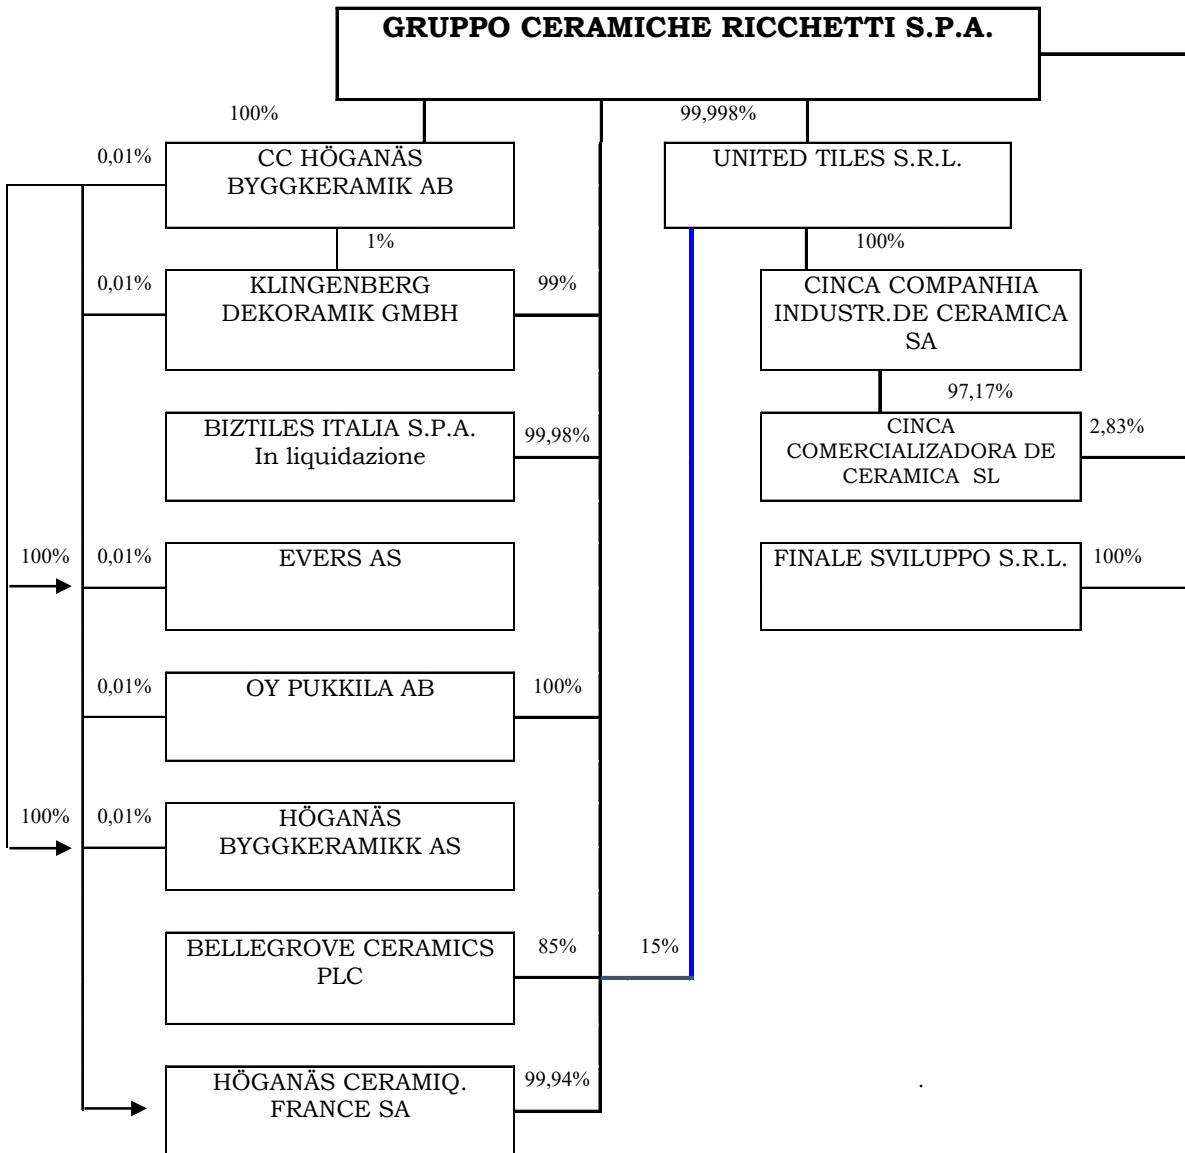 GRUPPO CERAMICHE RICCHETTI S.P.A.
100%
99,998%
0,01%
CC HÖGANÄS
BYGGKERAMIK AB
UNITED TILES S.R.L.
1%
100%
0,01%
KLINGENBERG
DEKORAMIK GMBH
99%
CINCA COMPANHIA
INDUSTR.DE CERAMICA
SA
97,17%
BIZTILES ITALIA S.P.A.
In liquidazione
99,98%
CINCA
COMERCIALIZADORA DE
CERAMICA SL
2,83%
100%
0,01%
EVERS AS
FINALE SVILUPPO S.R.L.
100%
0,01%
OY PUKKILA AB
100%
100%
0,01%
HÖGANÄS
BYGGKERAMIKK AS
BELLEGROVE CERAMICS
PLC
85%
15%
HÖGANÄS CERAMIQ.
FRANCE SA
99,94%
.